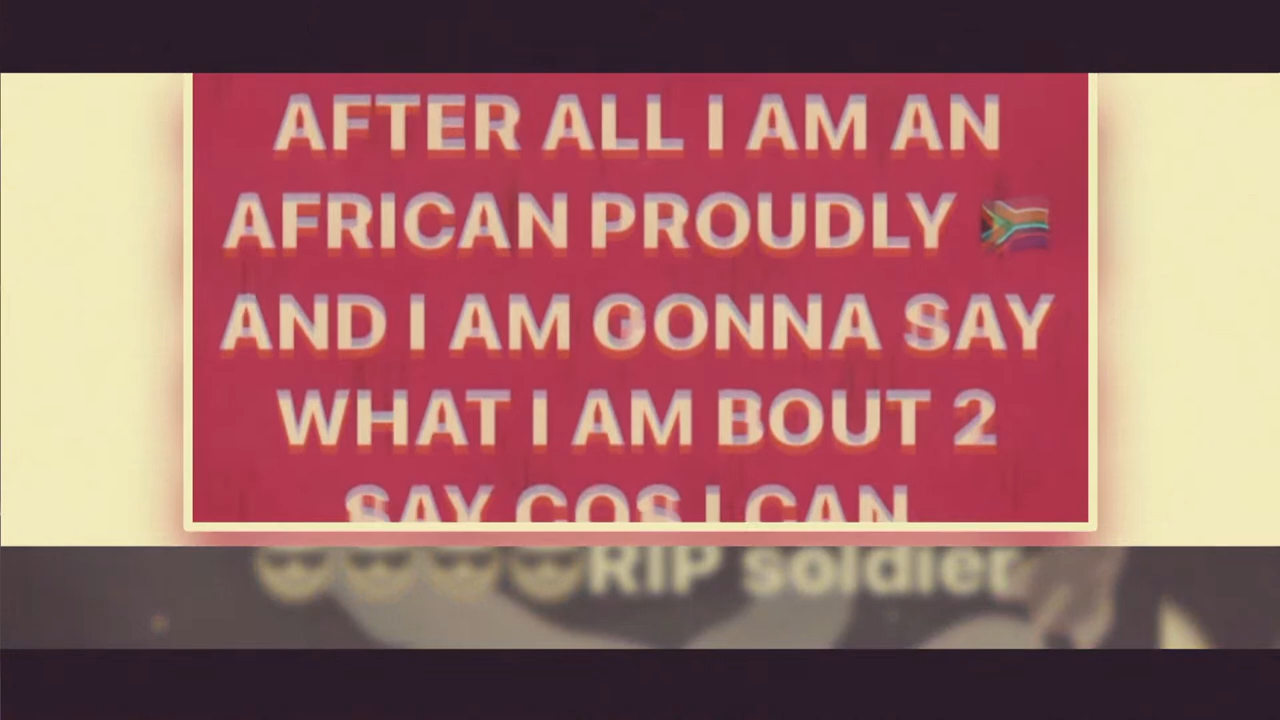 AFTER ALL I AM AN
AFRICAN PROUDLY 🇿🇦
AND I AM GONNA SAY
WHAT I AM BOUT 2
SAY COS I CAN
RIP soldier